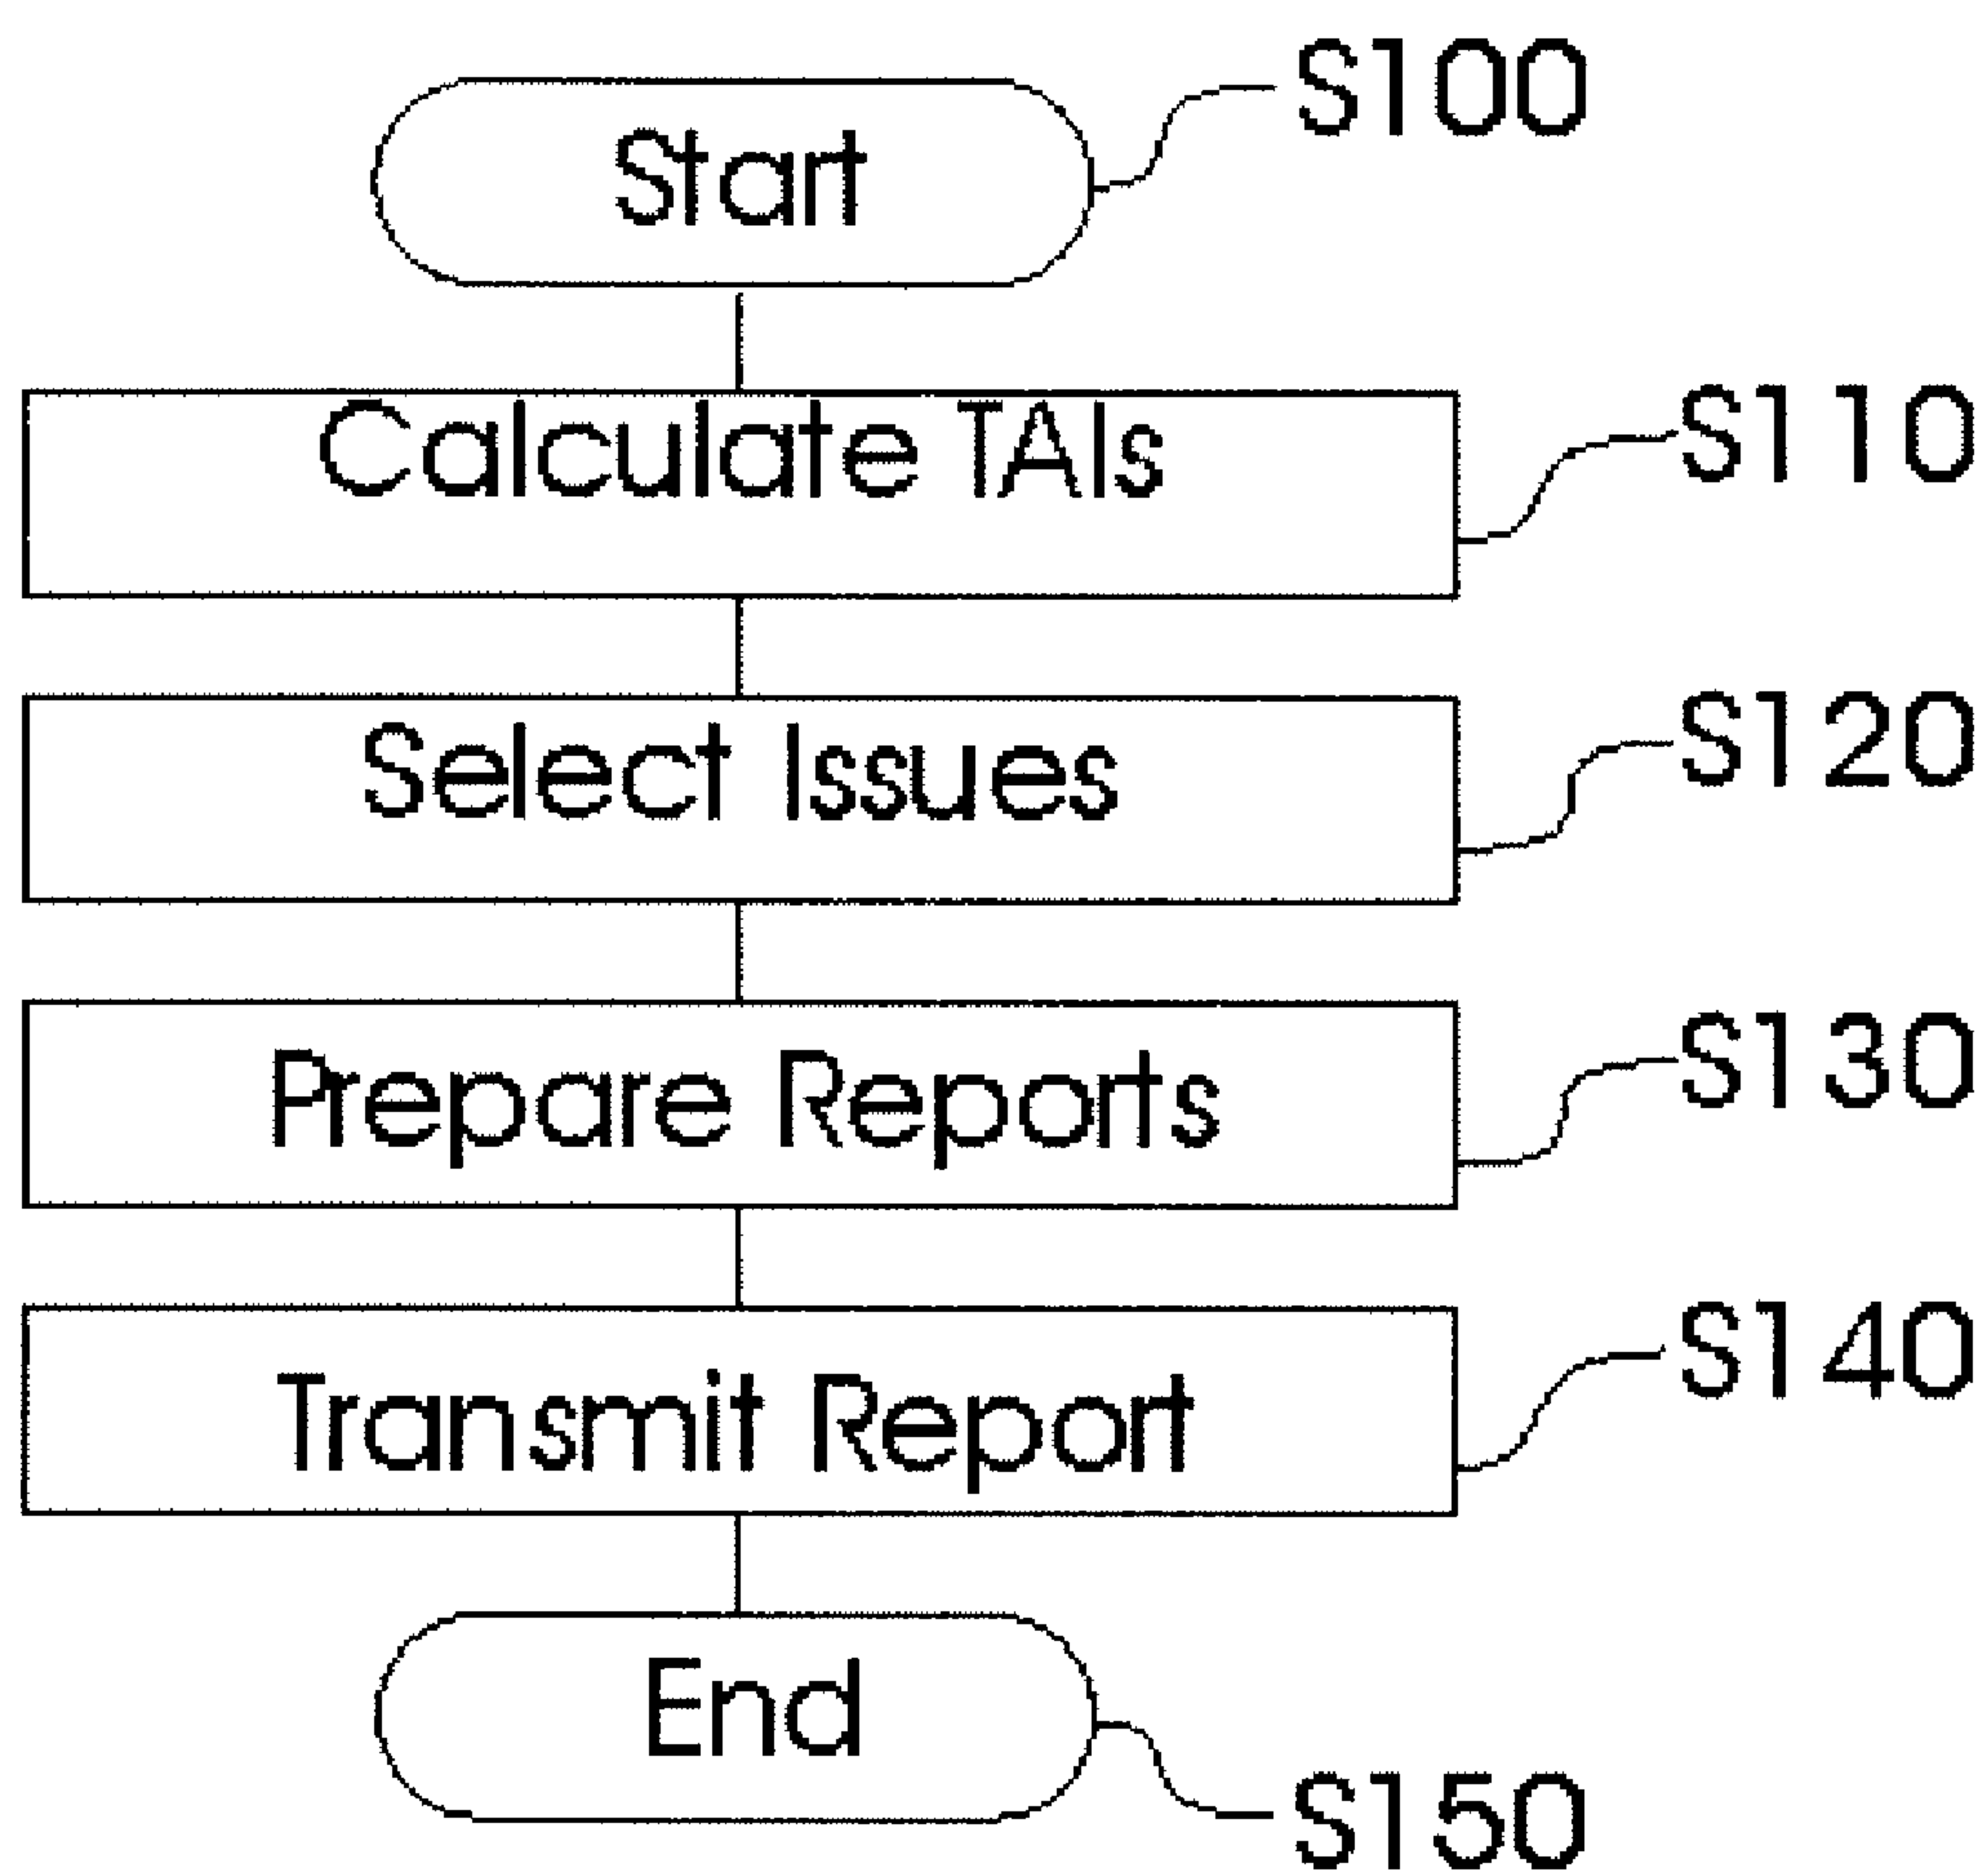 Start
S100
Calculate TAIs
S110
Select Issues
S120
Prepare Reports
S130
Transmit Report
S140
End
S150